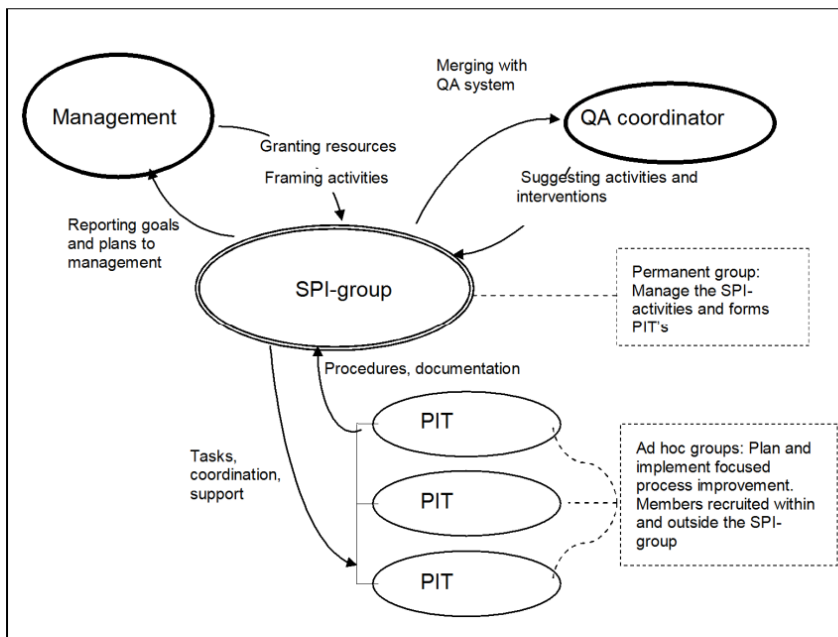 Merging with
QA system
Management
QA coordinator
Granting resources
Framing activities
Suggesting activities and
interventions
Reporting goals
and plans to
management
SPI-group
Permanent group:
Manage the SPI-
activities and forms
PIT's
Procedures, documentation
PIT
Tasks,
coordination,
support
PIT
PIT
Ad hoc groups: Plan and
implement focused
process improvement.
Members recruited within
and outside the SPI-
group